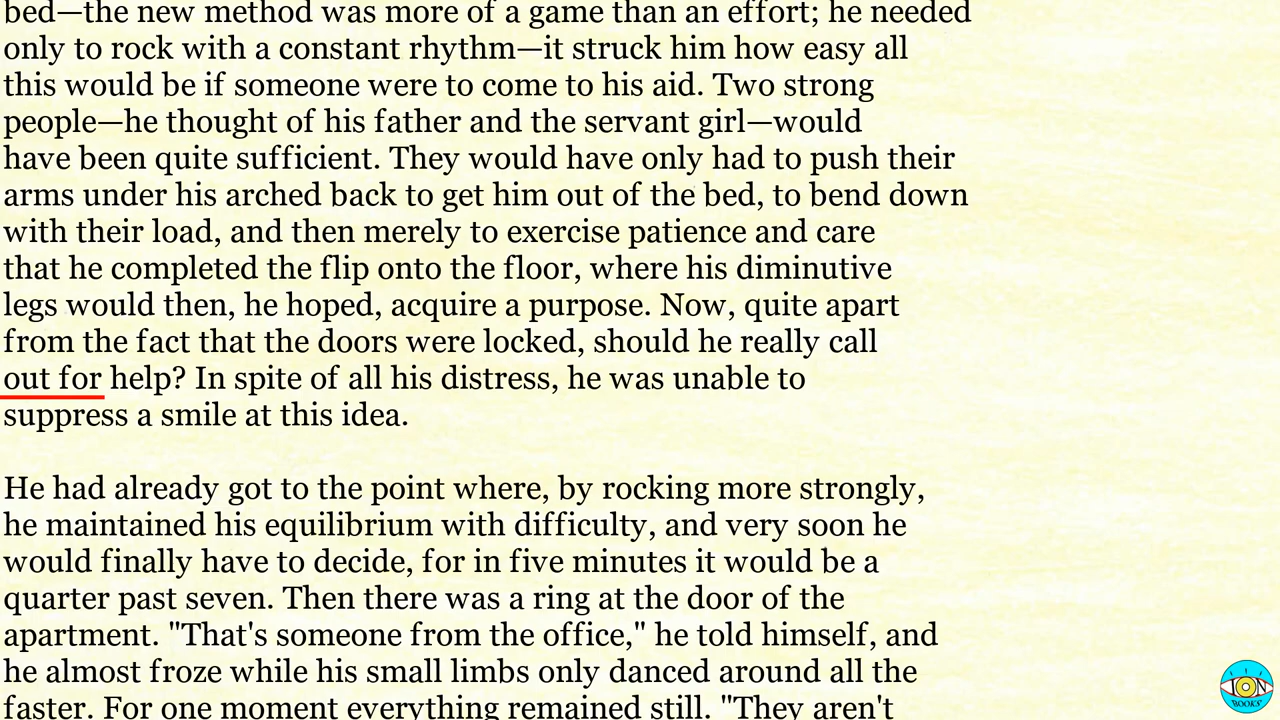 bed—the new method was more of a game than an effort; he needed
only to rock with a constant rhythm—it struck him how easy all
this would be if someone were to come to his aid. Two strong
people—he thought of his father and the servant girl—would
have been quite sufficient. They would have only had to push their
arms under his arched back to get him out of the bed, to bend down
with their load, and then merely to exercise patience and care
that he completed the flip onto the floor, where his diminutive
legs would then, he hoped, acquire a purpose. Now, quite apart
from the fact that the doors were locked, should he really call
out for help? In spite of all his distress, he was unable to
suppress a smile at this idea.
He had already got to the point where, by rocking more strongly,
he maintained his equilibrium with difficulty, and very soon he
would finally have to decide, for in five minutes it would be a
quarter past seven. Then there was a ring at the door of the
apartment. "That's someone from the office," he told himself, and
he almost froze while his small limbs only danced around all the
faster. For one moment everything remained still. "They aren't
ION
BOOKS